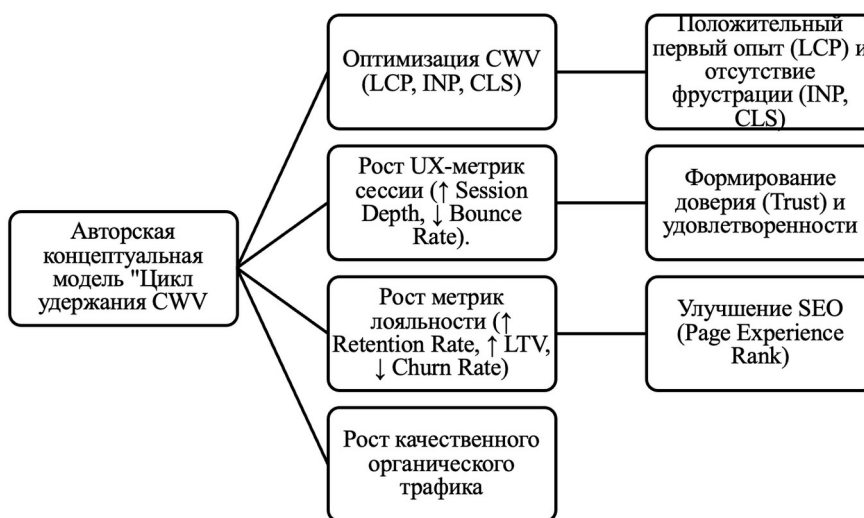 Авторская
концептуальная
модель "Цикл
удержания CWV
Оптимизация CWV
(LCP, INP, CLS)
Положительный
первый опыт (LCP) и
отсутствие
фрустрации (INP,
CLS)
Рост UX-метрик
сессии (↑ Session
Depth, ↓ Bounce
Rate).
Формирование
доверия (Trust) и
удовлетворенности
Рост метрик
лояльности (↑
Retention Rate, ↑ LTV,
↓ Churn Rate)
Улучшение SEO
(Page Experience
Rank)
Рост качественного
органического
трафика